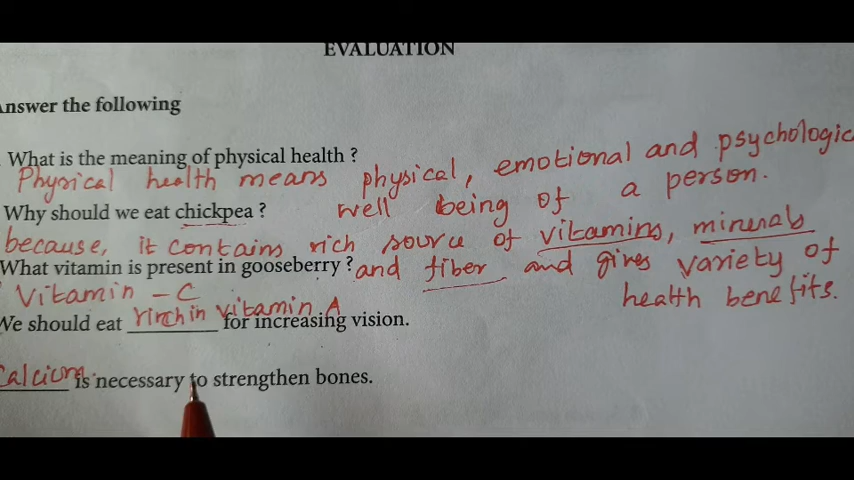 EVALUATION
Answer the following
What is the meaning of physical health ?
Physical health means physical, emotional and psychologic
well being of a person.
Why should we eat chickpea ?
because, it contains rich source of vitamins, minerals
and fiber and gives variety of
health benefits.
What vitamin is present in gooseberry ?
Vitamin - C
We should eat rirchin vitamin A for increasing vision.
Calcium is necessary to strengthen bones.